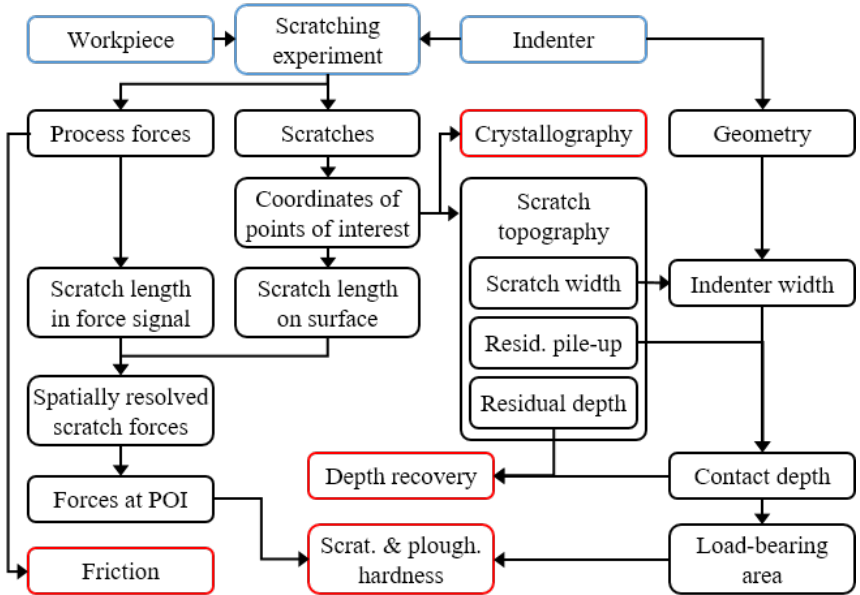 Workpiece
Scratching
experiment
Indenter
Process forces
Scratches
Crystallography
Geometry
Coordinates of
points of interest
Scratch
topography
Scratch length
in force signal
Scratch length
on surface
Scratch width
Indenter width
Resid. pile-up
Spatially resolved
scratch forces
Residual depth
Forces at POI
Depth recovery
Contact depth
Friction
Scrat. & plough.
hardness
Load-bearing
area